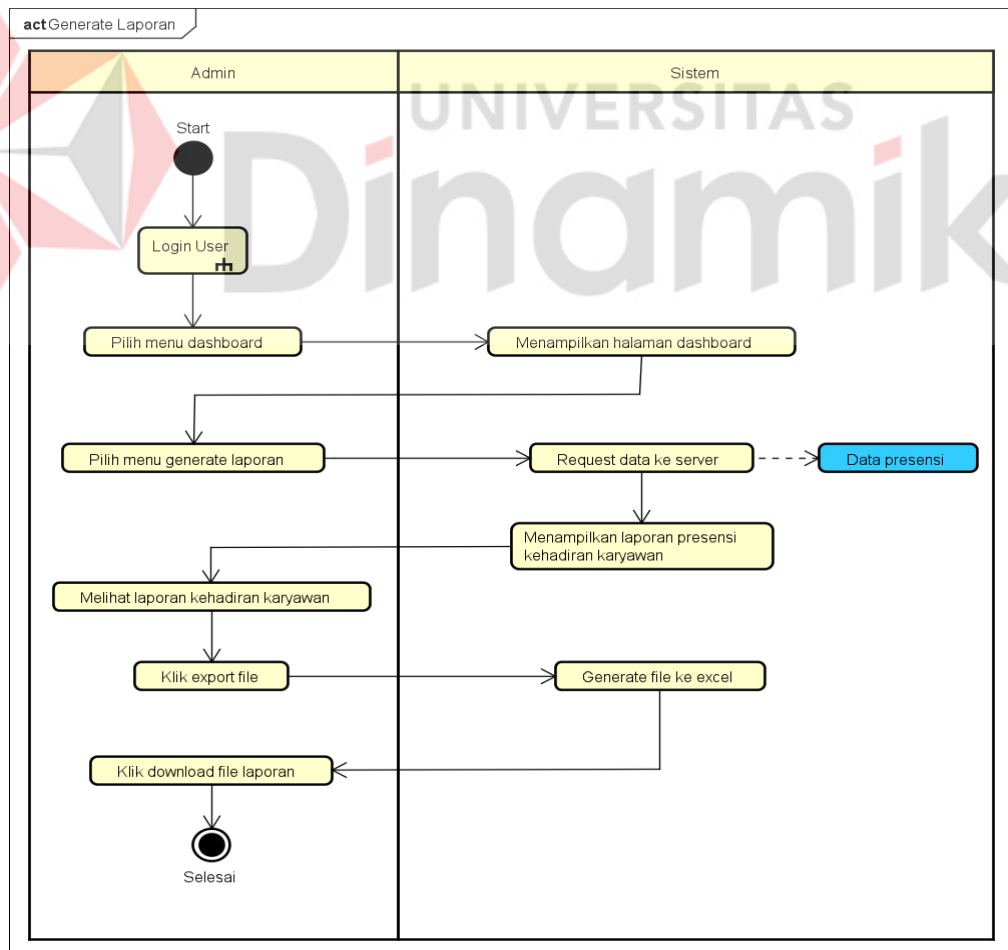 act Generate Laporan
Admin
Sistem
UNIVERSITAS
Dinamik
Start
Login User
Pilih menu dashboard
Menampilkan halaman dashboard
Pilih menu generate laporan
Request data ke server
Data presensi
Menampilkan laporan presensi
kehadiran karyawan
Melihat laporan kehadiran karyawan
Klik export file
Generate file ke excel
Klik download file laporan
Selesai